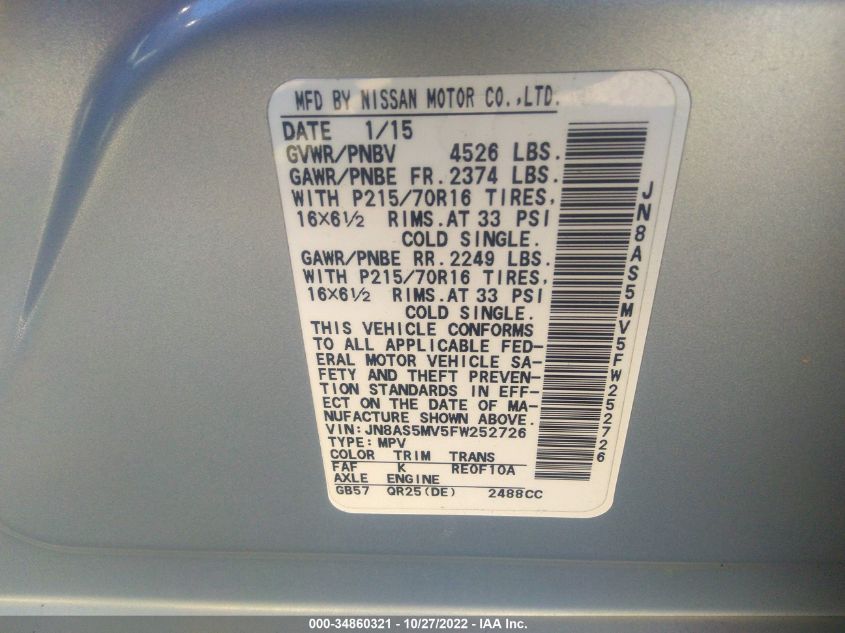 MFD BY NISSAN MOTOR CO.,LTD.
DATE 1/15
GVWR/PNBV 4526 LBS.
GAWR/PNBE FR.2374 LBS.
WITH P215/70R16 TIRES,
16X6½ RIMS.AT 33 PSI
COLD SINGLE.
GAWR/PNBE RR.2249 LBS.
WITH P215/70R16 TIRES,
16X6½ RIMS.AT 33 PSI
COLD SINGLE.
THIS VEHICLE CONFORMS
TO ALL APPLICABLE FED-
ERAL MOTOR VEHICLE SA-
FETY AND THEFT PREVEN-
TION STANDARDS IN EFF-
ECT ON THE DATE OF MA-
NUFACTURE SHOWN ABOVE.
VIN:JN8AS5MV5FW252726
TYPE:MPV
COLOR TRIM TRANS
FAF K RE0F10A
AXLE ENGINE
GB57 QR25(DE) 2488CC
JN8AS5MV5FW252726
000-34860321 - 10/27/2022 - IAA Inc.